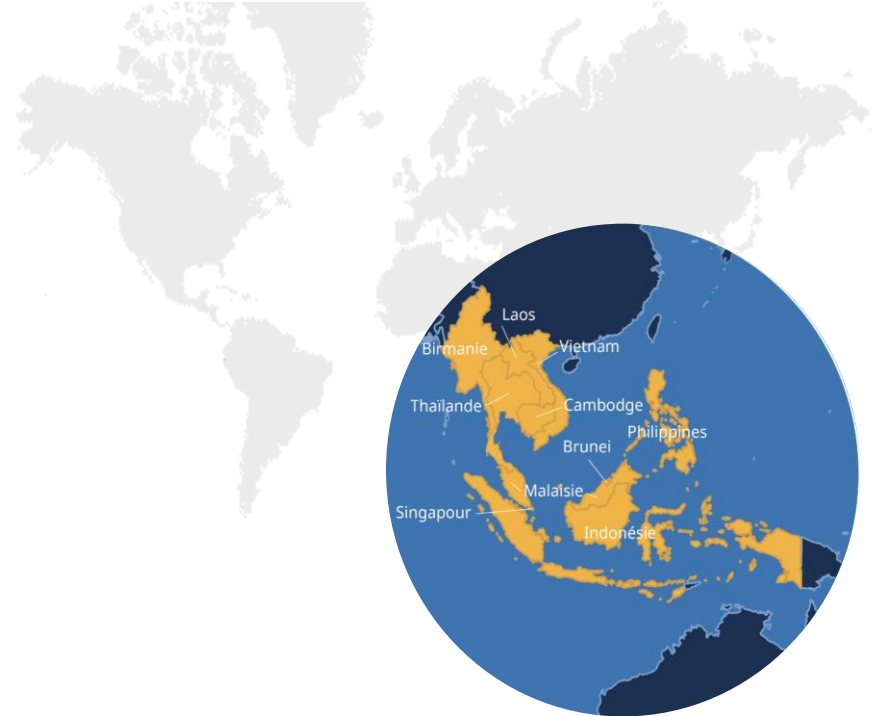 Laos
Birmanie
Vietnam
Thaïlande
Cambodge
Philippines
Brunei
Malaisie
Singapour
Indonésie